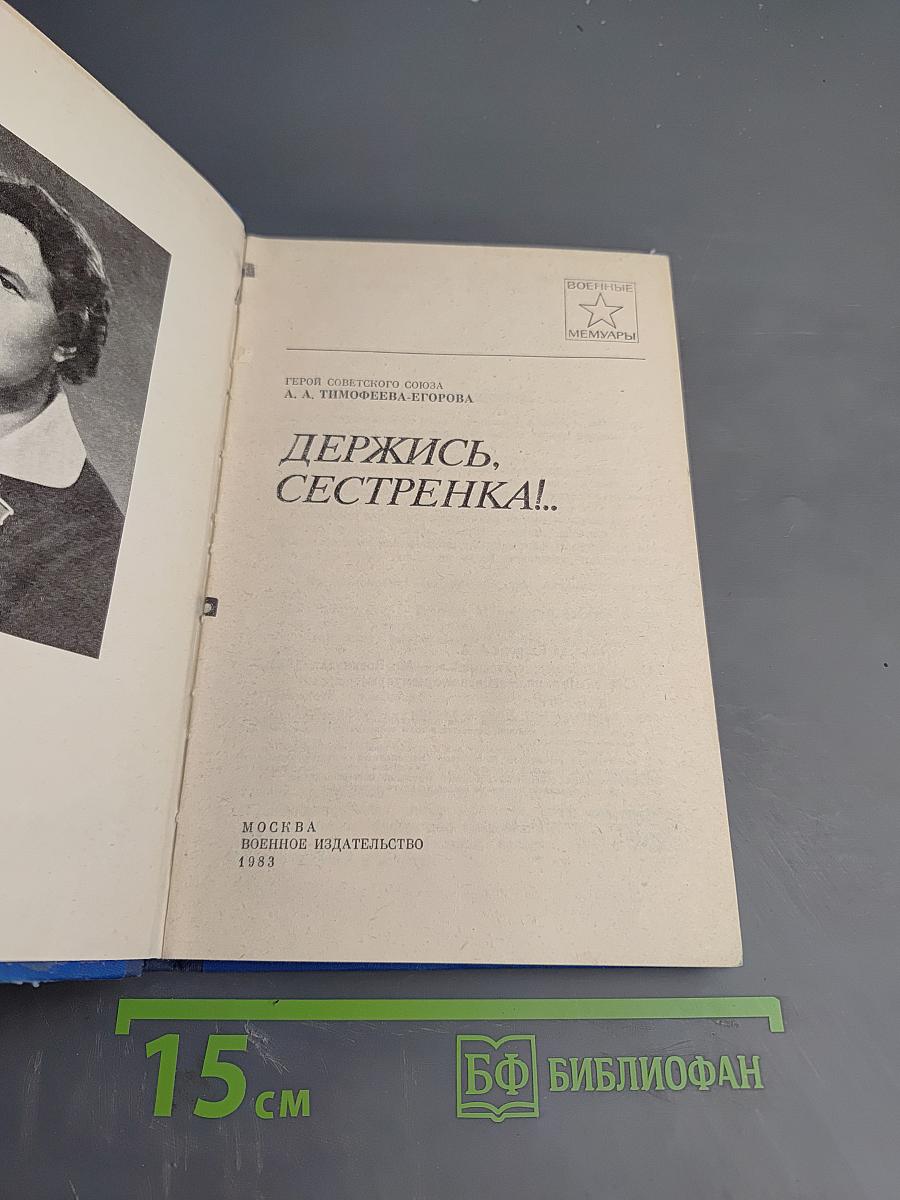 ВОЕННЫЕ
МЕМУАРЫ
ГЕРОЙ СОВЕТСКОГО СОЮЗА
А. А. ТИМОФЕЕВА-ЕГОРОВА
ДЕРЖИСЬ,
СЕСТРЕНКА!..
МОСКВА
ВОЕННОЕ ИЗДАТЕЛЬСТВО
1983
15 см
БФ БИБЛИОФАН